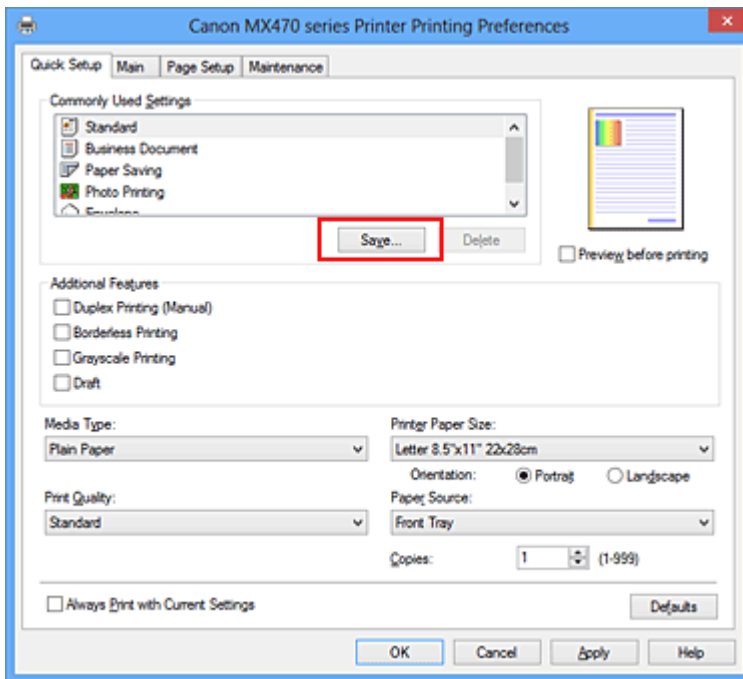 Canon MX470 series Printer Printing Preferences
Quick Setup Main Page Setup Maintenance
Commonly Used Settings
Standard
Business Document
Paper Saving
Photo Printing
Envelope
Save... Delete
Preview before printing
Additional Features
Duplex Printing (Manual)
Borderless Printing
Grayscale Printing
Draft
Media Type:
Plain Paper
Printer Paper Size:
Letter 8.5"x11" 22x28cm
Orientation: Portrait Landscape
Print Quality:
Standard
Paper Source:
Front Tray
Copies: 1 (1-999)
Always Print with Current Settings
Defaults
OK Cancel Apply Help